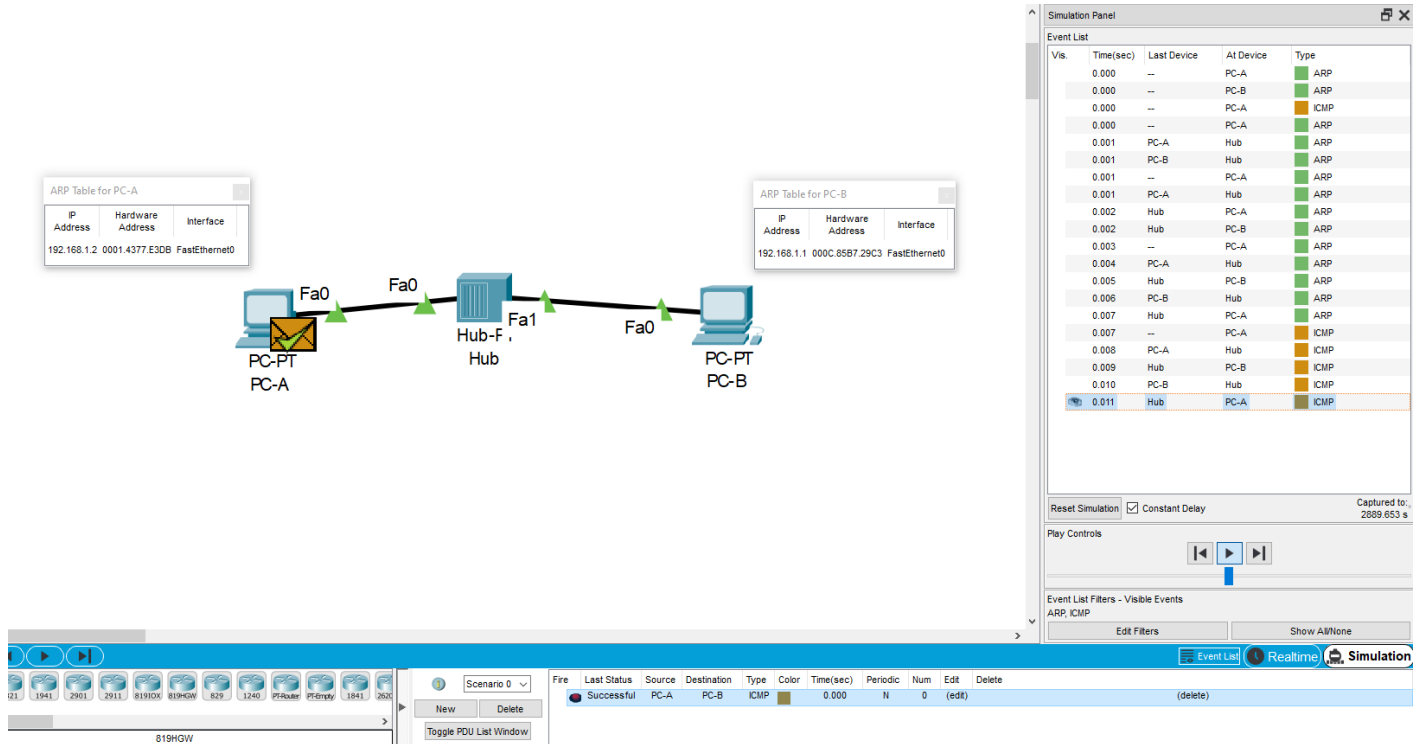 Simulation Panel
Event List
Vis. Time(sec) Last Device At Device Type
0.000 -- PC-A ARP
0.000 -- PC-B ARP
0.000 -- PC-A ICMP
0.000 -- PC-A ARP
0.001 PC-A Hub ARP
0.001 PC-B Hub ARP
0.001 -- PC-A ARP
0.001 PC-A Hub ARP
0.002 Hub PC-A ARP
0.002 Hub PC-B ARP
0.003 -- PC-A ARP
0.004 PC-A Hub ARP
0.005 Hub PC-B ARP
0.006 PC-B Hub ARP
0.007 Hub PC-A ARP
0.007 -- PC-A ICMP
0.008 PC-A Hub ICMP
0.009 Hub PC-B ICMP
0.010 PC-B Hub ICMP
0.011 Hub PC-A ICMP
Reset Simulation Constant Delay
Captured to:
2889.653 s
Play Controls
Event List Filters - Visible Events
ARP, ICMP
Edit Filters Show All/None
ARP Table for PC-A
IP Address Hardware Address Interface
192.168.1.2 0001.4377.E3DB FastEthernet0
ARP Table for PC-B
IP Address Hardware Address Interface
192.168.1.1 000C.85B7.29C3 FastEthernet0
Fa0 Fa0 Fa1 Fa0
PC-PT
PC-A
Hub-F
Hub
PC-PT
PC-B
Event List Realtime Simulation
321 1941 2901 2911 819IOX 819HGW 829 1240 PT-Router PT-Empty 1841 2620
819HGW
Scenario 0
New Delete
Toggle PDU List Window
Fire Last Status Source Destination Type Color Time(sec) Periodic Num Edit Delete
Successful PC-A PC-B ICMP 0.000 N 0 (edit) (delete)